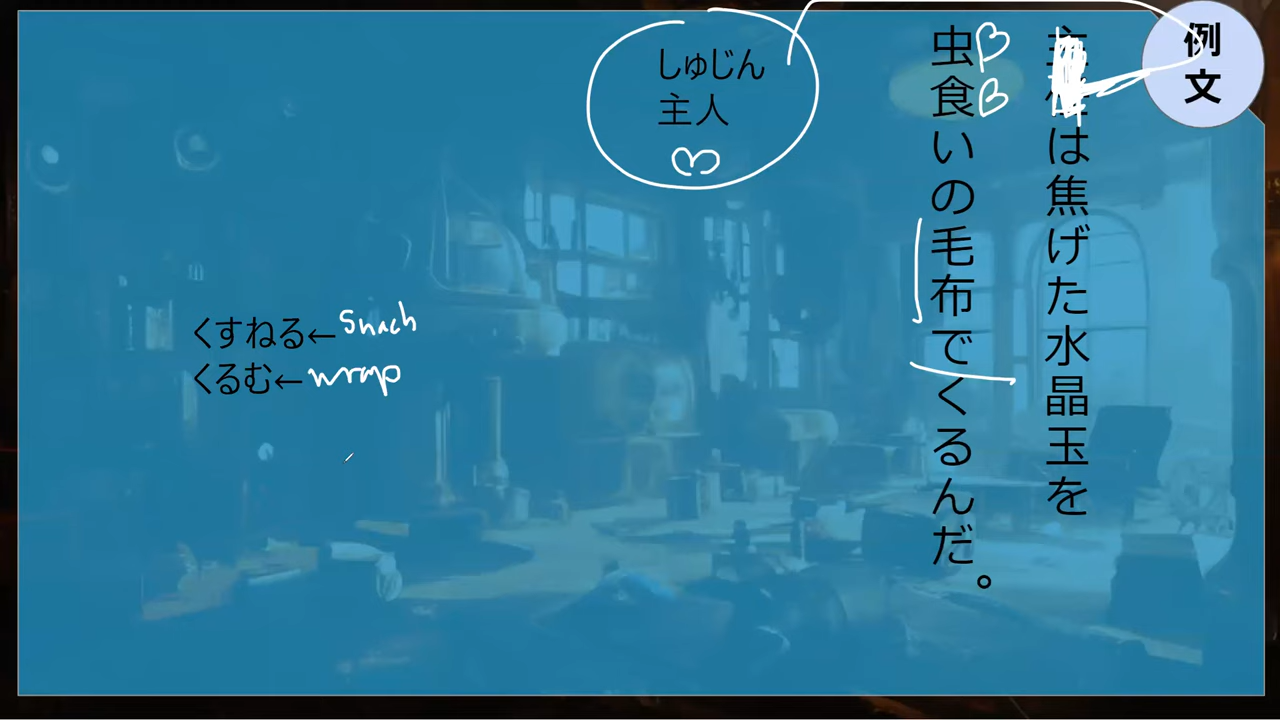 例文
は焦げた水晶玉を
虫食いの毛布でくるんだ。
しゅじん
主人
くすねる←Snach
くるむ←wrap